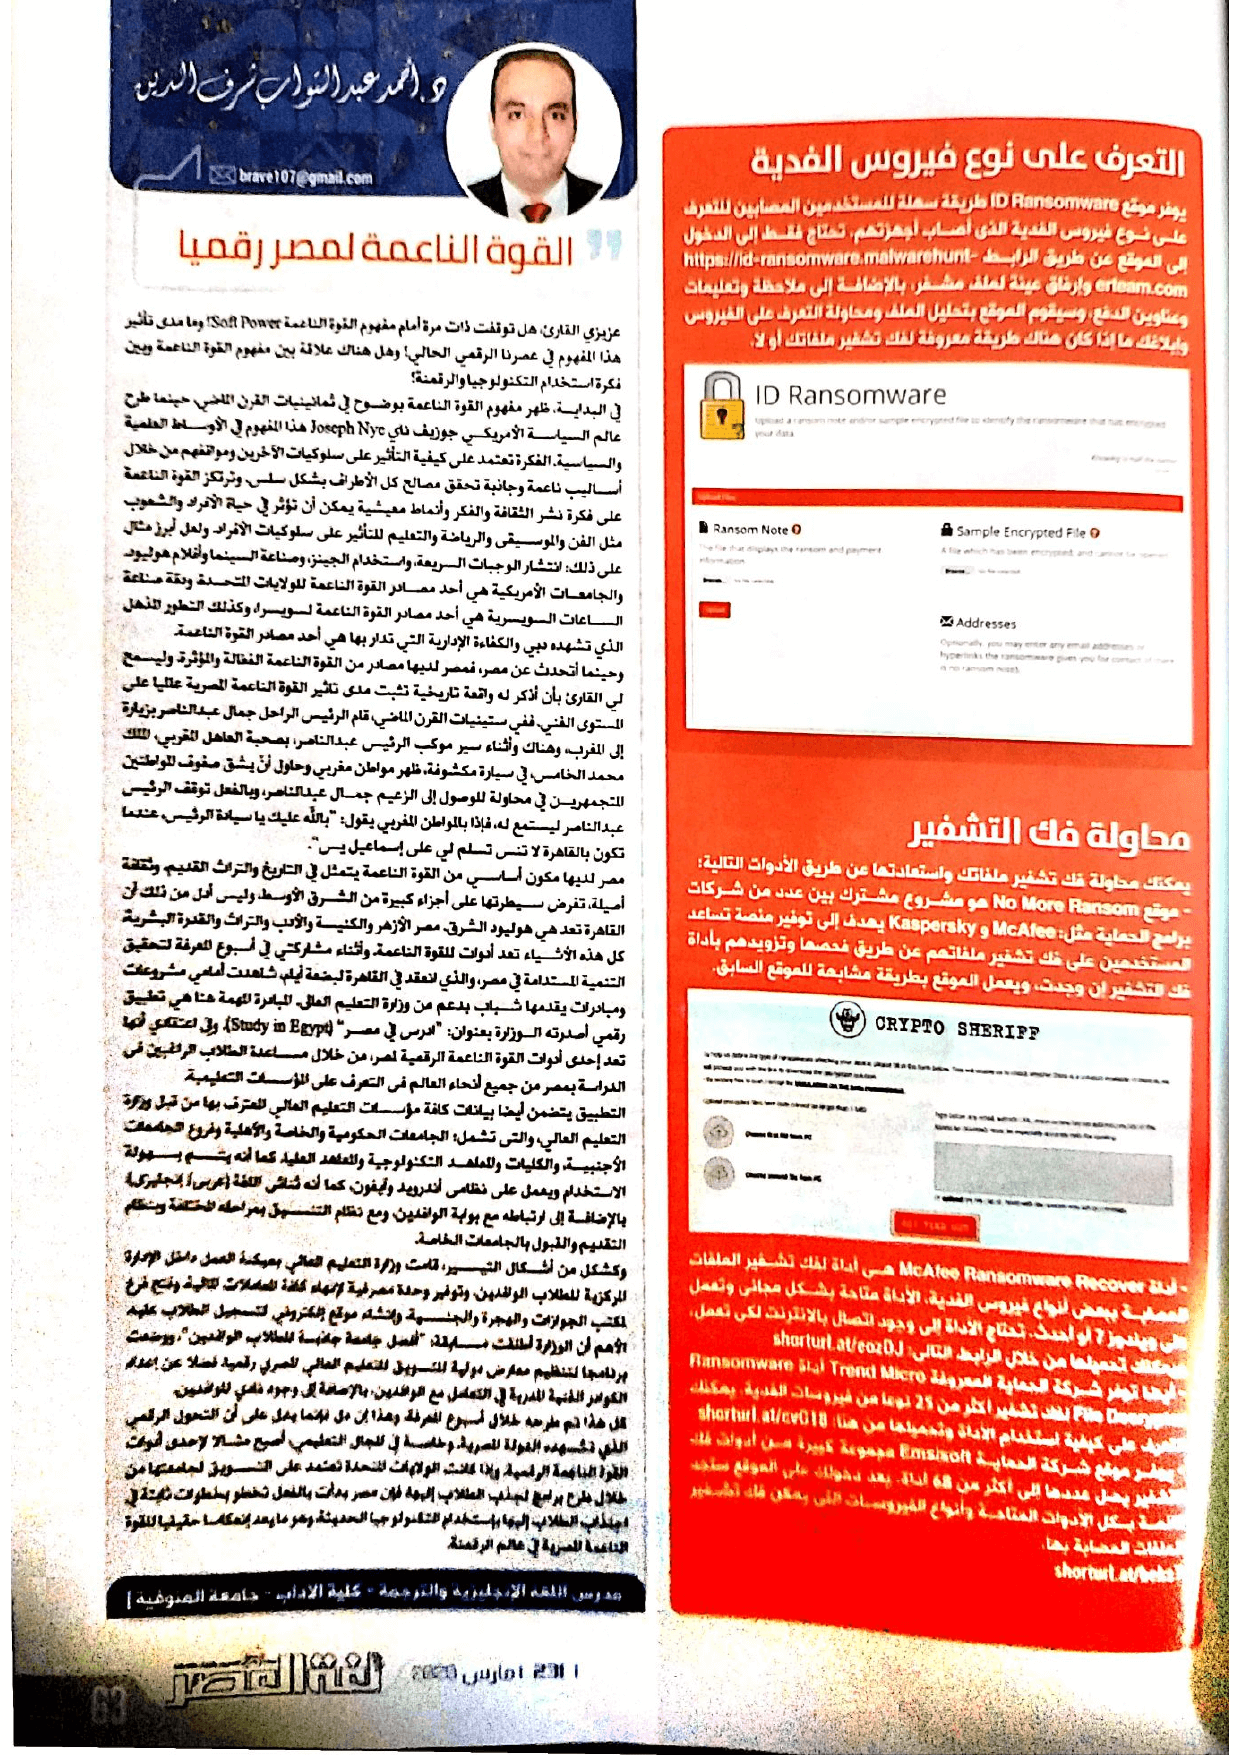 التعرف على نوع فيروس الفدية
يوفر موقع ID Ransomware طريقة سهلة للمستخدمين المصابين للتعرف
على نوع فيروس الفدية الذى أصاب أجهزتهم، تحتاج فقط إلى الدخول
إلى الموقع عن طريق الرابط https://id-ransomware.malwarehunt-
erteam.com وإرفاق عينة لملف مشفر، بالإضافة إلى ملاحظة وتعليمات
وعناوين الدفع، وسيقوم الموقع بتحليل الملف ومحاولة التعرف على الفيروس
وإبلاغك ما إذا كان هناك طريقة معروفة لفك تشفير ملفاتك أو لا.
ID Ransomware
Upload a ransom note and/or sample encrypted file to identify the ransomware that has encrypted
your data.
Upload Files
Ransom Note
The file that displays the ransom and payment
information
Sample Encrypted File
A file which has been encrypted, and cannot be opened
Addresses
Optionally, you may enter any email addresses or
hyperlinks the ransomware gives you for contact (if there
is no ransom note)
محاولة فك التشفير
يمكنك محاولة فك تشفير ملفاتك واستعادتها عن طريق الأدوات التالية:
- موقع No More Ransom هو مشروع مشترك بين عدد من شركات
برامج الحماية مثل: McAfee و Kaspersky يهدف إلى توفير منصة تساعد
المستخدمين على فك تشفير ملفاتهم عن طريق فحصها وتزويدهم بأداة
فك التشفير إن وجدت، ويعمل الموقع بطريقة مشابهة للموقع السابق.
CRYPTO SHERIFF
Choose first file from PC
Choose second file from PC
- أداة McAfee Ransomware Recover هى أداة لفك تشفير الملفات
المصابة ببعض أنواع فيروس الفدية، الأداة متاحة بشكل مجانى وتعمل
على ويندوز 7 أو أحدث، تحتاج الأداة إلى وجود اتصال بالانترنت لكى تعمل،
يمكنك تحميلها من خلال الرابط التالى: shorturl.at/eozDJ
- أيضا توفر شركة الحماية المعروفة Trend Micro أداة Ransomware
File Decryptor لفك تشفير أكثر من 25 نوعا من فيروسات الفدية، يمكنك
التعرف على كيفية استخدام الأداة وتحميلها من هنا: shorturl.at/cv018
موقع شركة الحماية Emsisoft مجموعة كبيرة من أدوات فك
التشفير يصل عددها إلى أكثر من 68 أداة، بعد دخولك على الموقع ستجد
قائمة بكل الأدوات المتاحة وأنواع الفيروسات التى يمكن فك تشفير
الملفات المصابة بها.
د. أحمد عبدالتواب شرف الدين
brave107@gmail.com
القوة الناعمة لمصر رقميا
عزيزي القارئ، هل توقفت ذات مرة أمام مفهوم القوة الناعمة Soft Power؟ وما مدى تأثير
هذا المفهوم في عصرنا الرقمي الحالي؟ وهل هناك علاقة بين مفهوم القوة الناعمة وبين
فكرة استخدام التكنولوجيا والرقمنة؟
في البداية، ظهر مفهوم القوة الناعمة بوضوح في ثمانينيات القرن الماضي، حينما طرح
عالم السياسة الأمريكي جوزيف ناي Joseph Nye هذا المفهوم في الأوساط العلمية
والسياسية. الفكرة تعتمد على كيفية التأثير على سلوكيات الآخرين ومواقفهم من خلال
أساليب ناعمة وجاذبة تحقق مصالح كل الأطراف بشكل سلس، وترتكز القوة الناعمة
على فكرة نشر الثقافة والفكر وأنماط معيشية يمكن أن تؤثر في حياة الأفراد والشعوب
مثل الفن والموسيقى والرياضة والتعليم للتأثير على سلوكيات الأفراد. ولعل أبرز مثال
على ذلك: انتشار الوجبات السريعة، واستخدام الجينز، وصناعة السينما وأفلام هوليود.
والجامعات الأمريكية هي أحد مصادر القوة الناعمة للولايات المتحدة ودقة صناعة
الساعات السويسرية هي أحد مصادر القوة الناعمة لسويسرا، وكذلك التطور المذهل
الذي تشهده دبي والكفاءة الإدارية التي تدار بها هي أحد مصادر القوة الناعمة.
وحينما أتحدث عن مصر، فمصر لديها مصادر من القوة الناعمة الفعالة والمؤثرة. وليسمح
لي القارئ بأن أذكر له واقعة تاريخية تثبت مدى تاثير القوة الناعمة المصرية عالميا على
المستوى الفني. ففي ستينيات القرن الماضي، قام الرئيس الراحل جمال عبدالناصر بزيارة
إلى المغرب، وهناك وأثناء سير موكب الرئيس عبدالناصر، بصحبة العاهل المغربي، الملك
محمد الخامس، في سيارة مكشوفة، ظهر مواطن مغربي وحاول أن يشق صفوف المواطنين
المتجمهرين في محاولة للوصول إلى الزعيم جمال عبدالناصر، وبالفعل توقف الرئيس
عبدالناصر ليستمع له، فإذا بالمواطن المغربي يقول: "بالله عليك يا سيادة الرئيس، عندما
تكون بالقاهرة لا تنس تسلم لي على إسماعيل يس".
مصر لديها مكون أساسي من القوة الناعمة يتمثل في التاريخ والتراث القديم، وثقافة
أصيلة، تفرض سيطرتها على أجزاء كبيرة من الشرق الأوسط. وليس أدل من ذلك أن
القاهرة تعد هي هوليود الشرق. مصر الأزهر والكنيسة والأدب والتراث والقدرة البشرية.
كل هذه الأشياء تعد أدوات للقوة الناعمة. وأثناء مشاركتي في أسبوع المعرفة لتحقيق
التنمية المستدامة في مصر، والذي انعقد في القاهرة لبضعة أيام، شاهدت أمامي مشروعات
ومبادرات يقدمها شباب بدعم من وزارة التعليم العالي. المبادرة المهمة هنا هي تطبيق
رقمي أصدرته الوزارة بعنوان: "ادرس في مصر" (Study in Egypt)، وفي اعتقادي أنها
تعد إحدى أدوات القوة الناعمة الرقمية لمصر، من خلال مساعدة الطلاب الراغبين في
الدراسة بمصر من جميع أنحاء العالم في التعرف على المؤسسات التعليمية.
التطبيق يتضمن أيضا بيانات كافة مؤسسات التعليم العالي المعترف بها من قبل وزارة
التعليم العالي، والتي تشمل: الجامعات الحكومية والخاصة والأهلية وفروع الجامعات
الأجنبية، والكليات والمعاهد التكنولوجية والمعاهد العليا، كما أنه يتسم بسهولة
الاستخدام ويعمل على نظامى أندرويد وآيفون، كما أنه ثنائى اللغة (عربى/إنجليزى)
بالإضافة إلى ارتباطه مع بوابة الوافدين، ومع نظام التنسيق بمراحله المختلفة وبنظام
التقديم والقبول بالجامعات الخاصة.
وكشكل من أشكال التيسير، قامت وزارة التعليم العالي بميكنة العمل داخل الإدارة
المركزية للطلاب الوافدين، وتوفير وحدة مصرفية لإنهاء كافة المعاملات المالية، وفتح فرع
لمكتب الجوازات والهجرة والجنسية، وإنشاء موقع إلكتروني لتسجيل الطلاب عليه.
الأهم أن الوزارة أطلقت مسابقة: "أفضل جامعة جاذبة للطلاب الوافدين"، ووضعت
برنامجا لتنظيم معارض دولية للتسويق للتعليم العالي المصري رقمية فضلا عن إعداد
الكوادر الفنية المدربة في التعامل مع الوافدين، بالإضافة إلى وجود نادي للوافدين.
كل هذا تم طرحه خلال أسبوع المعرفة وهذا إن دل فإنما يدل على أن التحول الرقمي
الذي تشهده الدولة المصرية، وخاصة في المجال التعليمي، أصبح مثالا لإحدى أدوات
القوة الناعمة الرقمية. وإذا كانت الولايات المتحدة تعتمد على التسويق لجامعتها من
خلال طرح برامج لجذب الطلاب إليها، فإن مصر بدأت بالفعل تخطو بخطوات ثابتة في
اجتذاب الطلاب إليها بإستخدام التكنولوجيا الحديثة، وهو ما يعد إنعكاسا حقيقيا للقوة
الناعمة المصرية في عالم الرقمنة.
مدرس اللغة الإنجليزية والترجمة - كلية الآداب - جامعة المنوفية
مارس 2020
لغة العصر
63